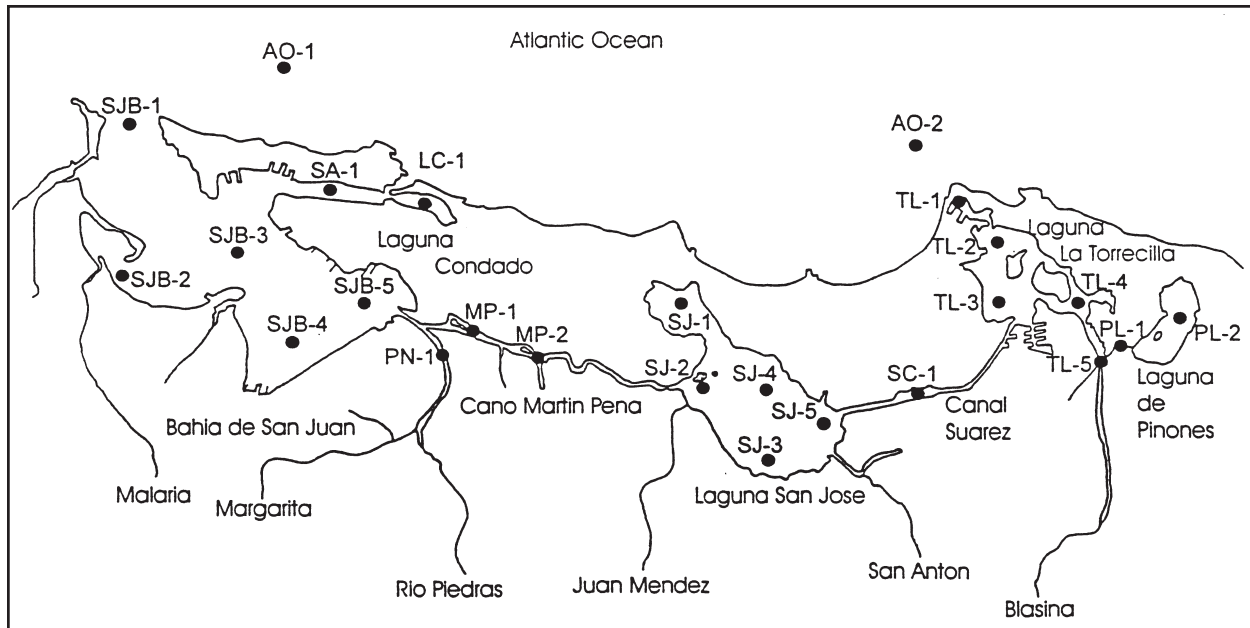 Atlantic Ocean
AO-1
SJB-1
AO-2
SA-1
LC-1
TL-1
Laguna
La Torrecilla
TL-2
SJB-3
Laguna
Condado
SJB-2
SJB-5
TL-3
TL-4
SJ-1
MP-1
PL-1
PL-2
SJB-4
MP-2
PN-1
SJ-2
SJ-4
SC-1
TL-5
Laguna
de
Pinones
Cano Martin Pena
SJ-5
Canal
Suarez
Bahia de San Juan
SJ-3
Malaria
Margarita
Laguna San Jose
Rio Piedras
Juan Mendez
San Anton
Blasina